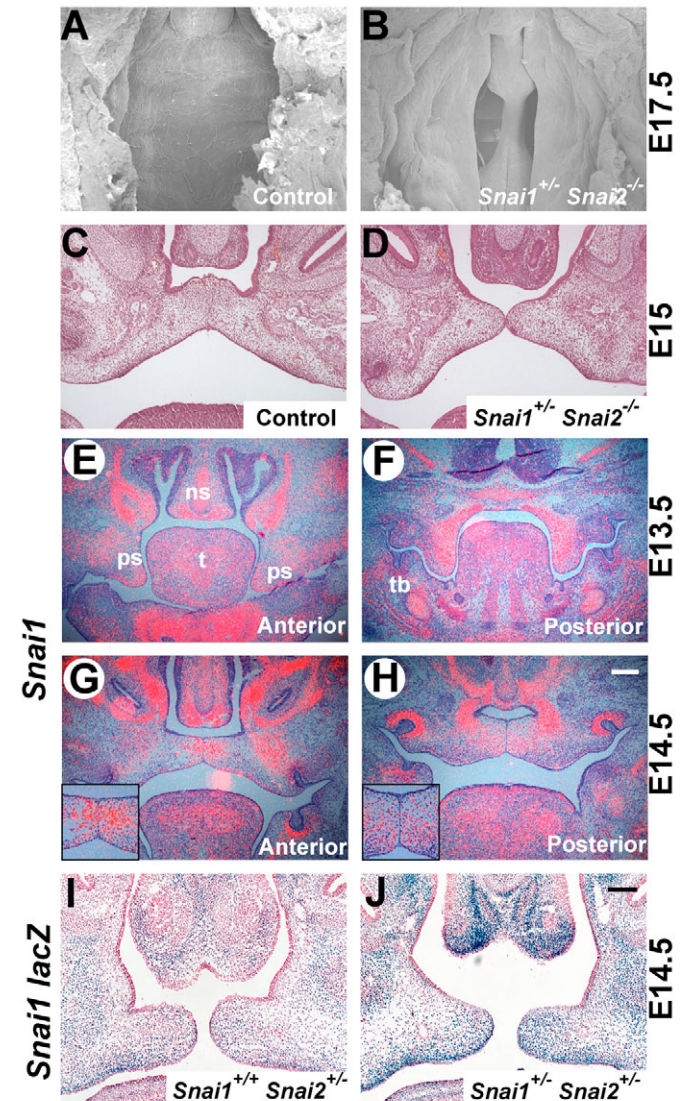 A
Control
B
Snai1+/- Snai2-/-
E17.5
C
Control
D
Snai1+/- Snai2-/-
E15
Snai1
E
ns
ps
t
ps
Anterior
F
tb
Posterior
E13.5
G
Anterior
H
Posterior
E14.5
Snai1 lacZ
I
Snai1+/+ Snai2+/-
J
Snai1+/- Snai2+/-
E14.5